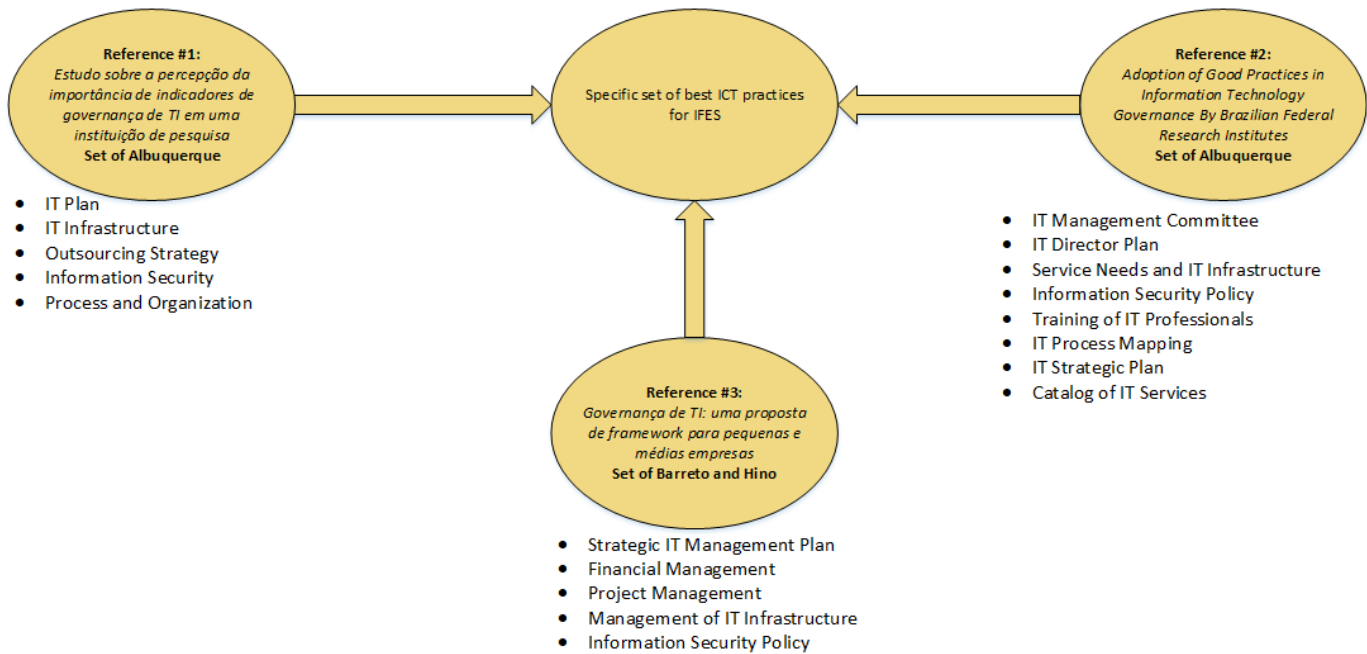 Reference #1:
Estudo sobre a percepção da
importância de indicadores de
governança de TI em uma
instituição de pesquisa
Set of Albuquerque
• IT Plan
• IT Infrastructure
• Outsourcing Strategy
• Information Security
• Process and Organization
Specific set of best ICT practices
for IFES
Reference #2:
Adoption of Good Practices in
Information Technology
Governance By Brazilian Federal
Research Institutes
Set of Albuquerque
• IT Management Committee
• IT Director Plan
• Service Needs and IT Infrastructure
• Information Security Policy
• Training of IT Professionals
• IT Process Mapping
• IT Strategic Plan
• Catalog of IT Services
Reference #3:
Governança de TI: uma proposta
de framework para pequenas e
médias empresas
Set of Barreto and Hino
• Strategic IT Management Plan
• Financial Management
• Project Management
• Management of IT Infrastructure
• Information Security Policy